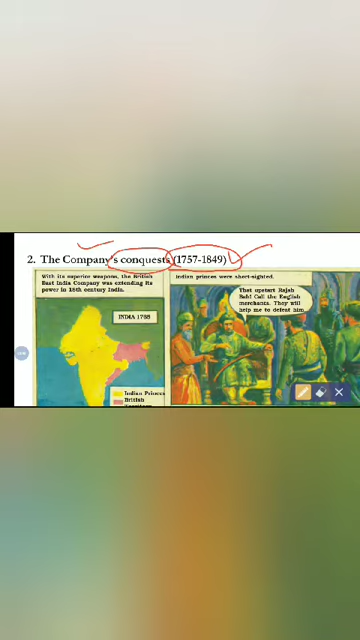 2. The Company's conquests (1757-1849)
With its superior weapons, the British
East India Company was extending its
power in 18th century India.
INDIA 1765
Indian Princes
British
Indian princes were short-sighted.
That upstart Rajah
Sab! Call the English
merchants. They will
help me to defeat him.